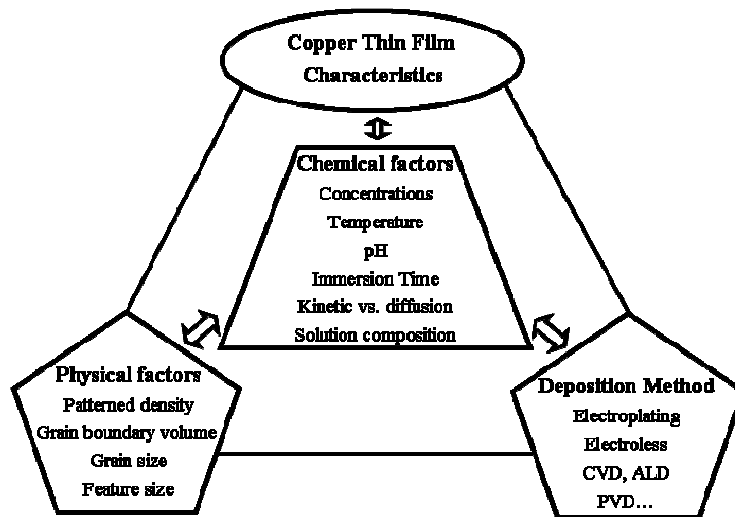 Copper Thin Film
Characteristics
Chemical factors
Concentrations
Temperature
pH
Immersion Time
Kinetic vs. diffusion
Solution composition
Physical factors
Patterned density
Grain boundary volume
Grain size
Feature size
Deposition Method
Electroplating
Electroless
CVD, ALD
PVD...